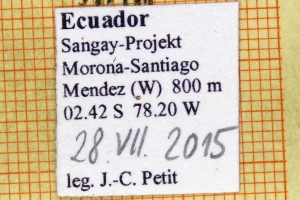 Ecuador
Sangay-Projekt
Morona-Santiago
Mendez (W) 800 m
02.42 S 78.20 W
28. VII. 2015
leg. J.-C. Petit